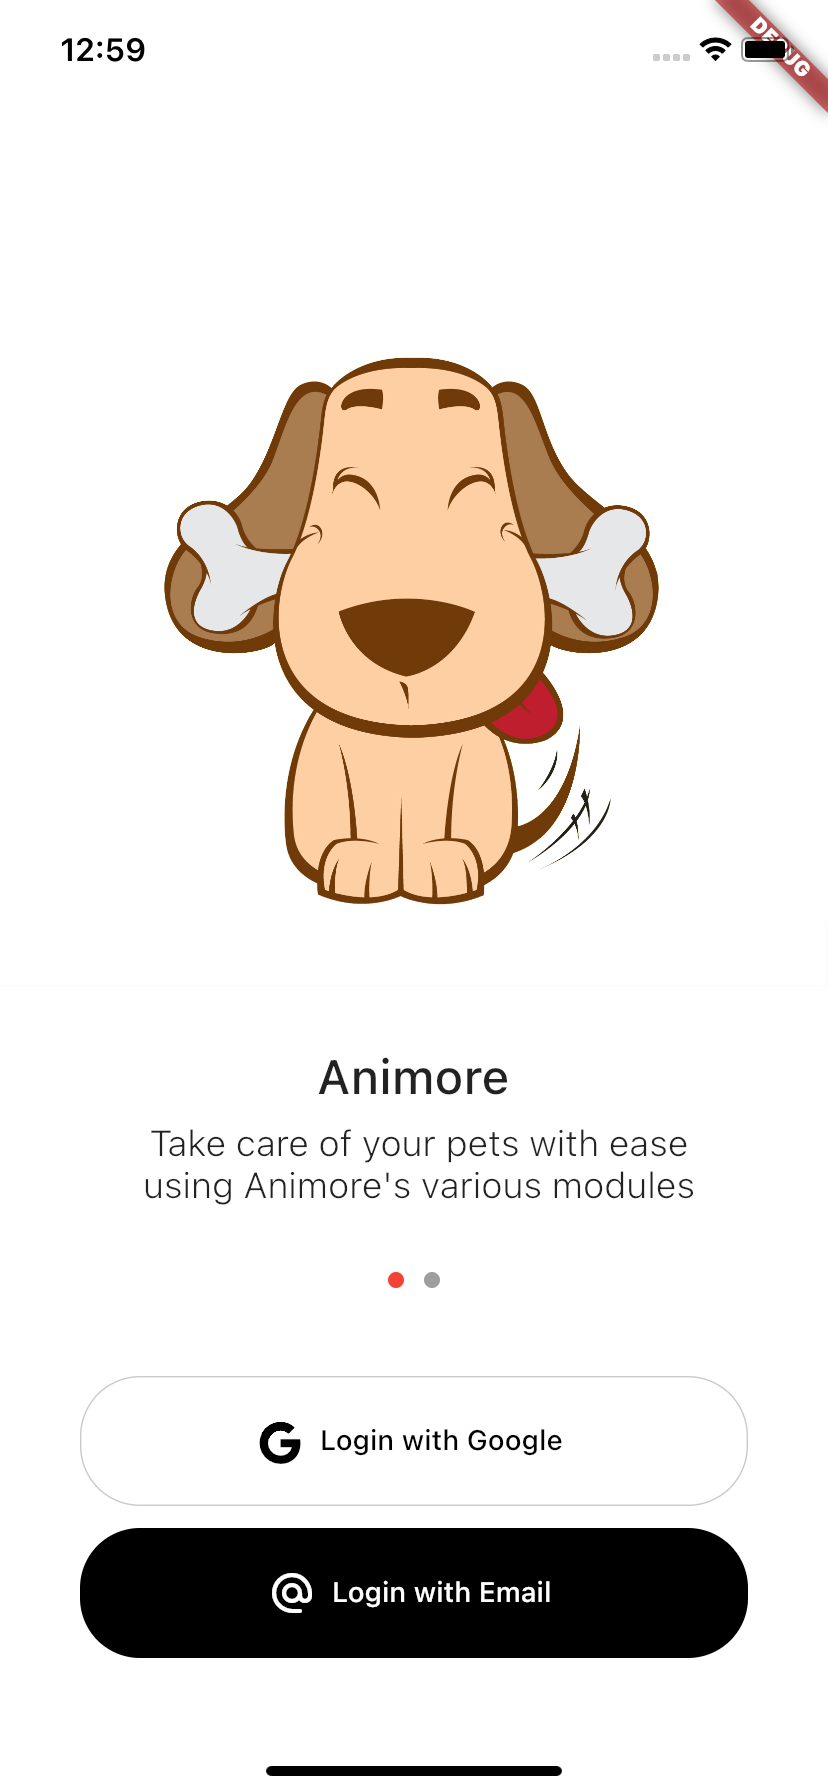 12:59
DEBUG
Animore
Take care of your pets with ease
using Animore's various modules
Login with Google
Login with Email